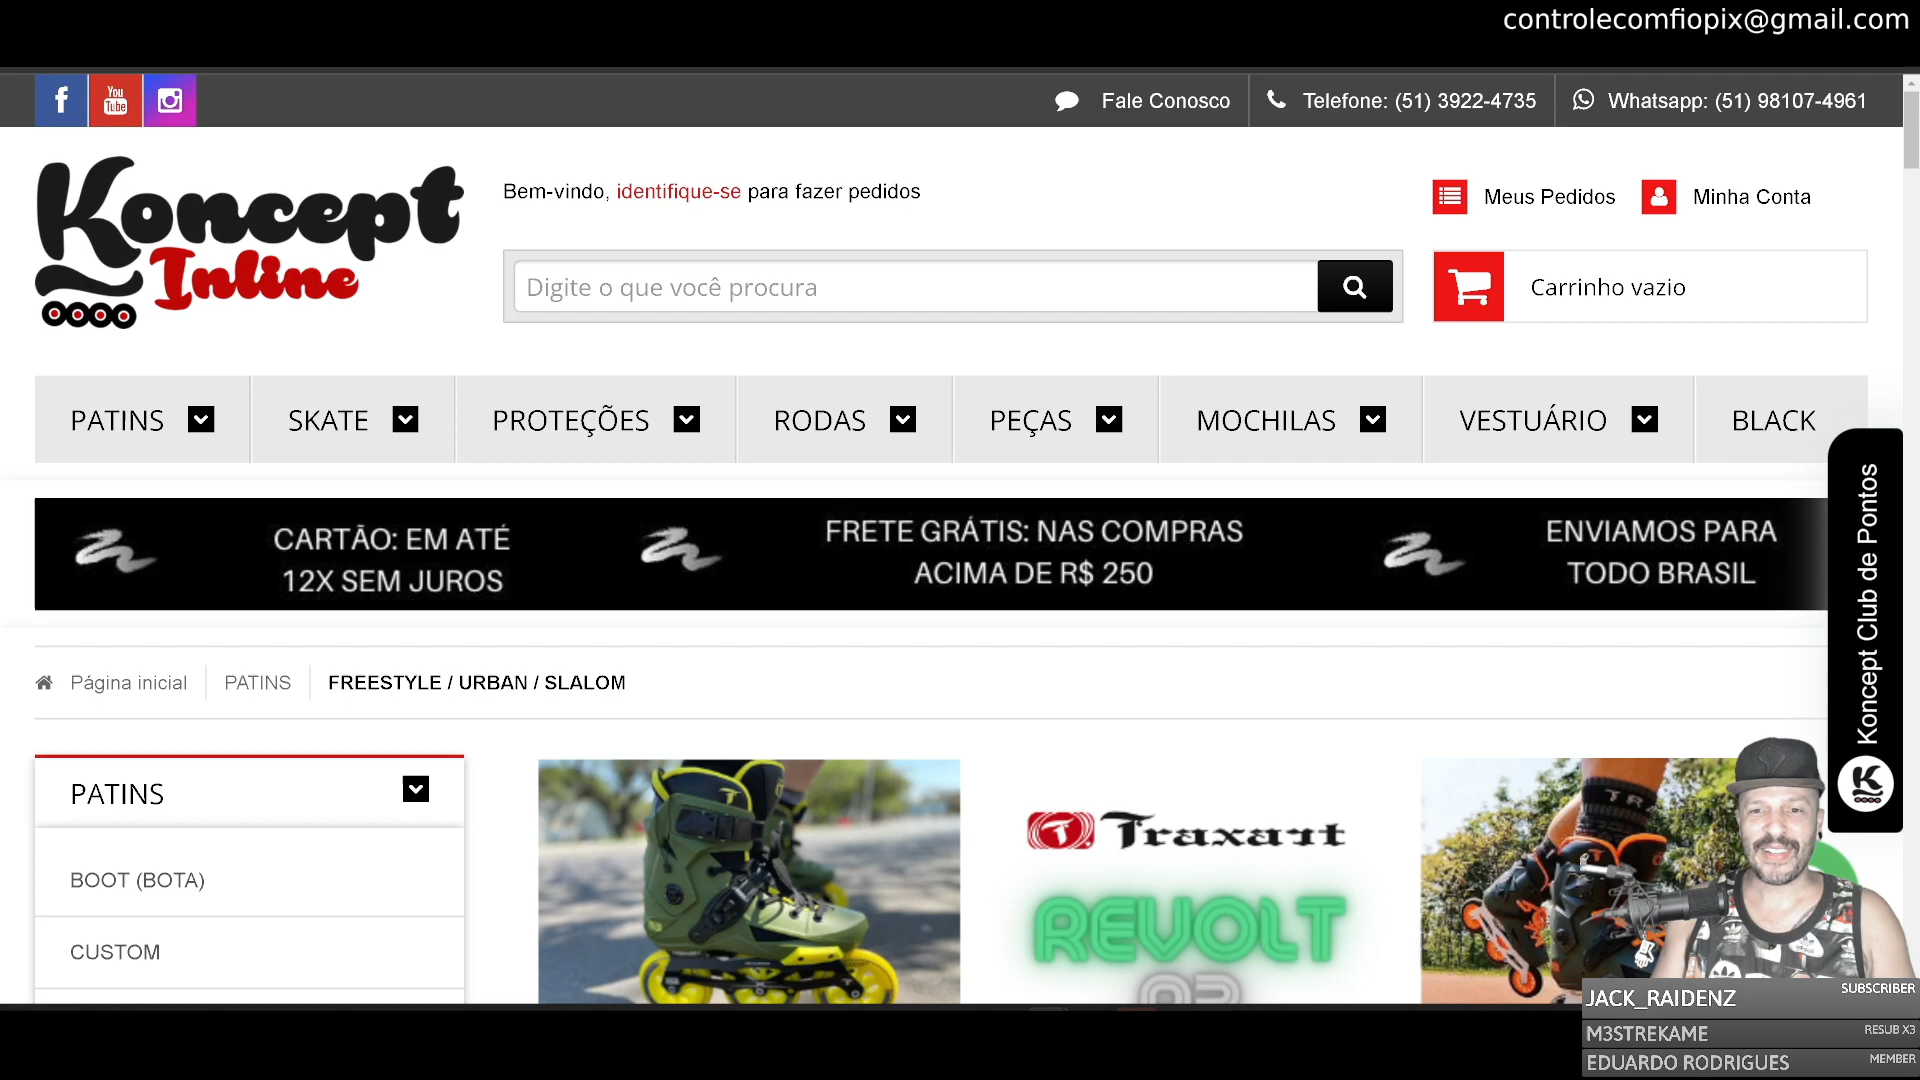 controlecomfiopix@gmail.com
You
Tube
Fale Conosco
Telefone: (51) 3922-4735
Whatsapp: (51) 98107-4961
Koncept
Inline
Bem-vindo, identifique-se para fazer pedidos
Meus Pedidos
Minha Conta
Digite o que você procura
Carrinho vazio
PATINS
SKATE
PROTEÇÕES
RODAS
PEÇAS
MOCHILAS
VESTUÁRIO
BLACK
CARTÃO: EM ATÉ
12X SEM JUROS
FRETE GRÁTIS: NAS COMPRAS
ACIMA DE R$ 250
ENVIAMOS PARA
TODO BRASIL
Koncept Club de Pontos
Página inicial
PATINS
FREESTYLE / URBAN / SLALOM
PATINS
BOOT (BOTA)
CUSTOM
Traxart
REVOLT
JACK_RAIDENZ
SUBSCRIBER
M3STREKAME
RESUB X3
EDUARDO RODRIGUES
MEMBER